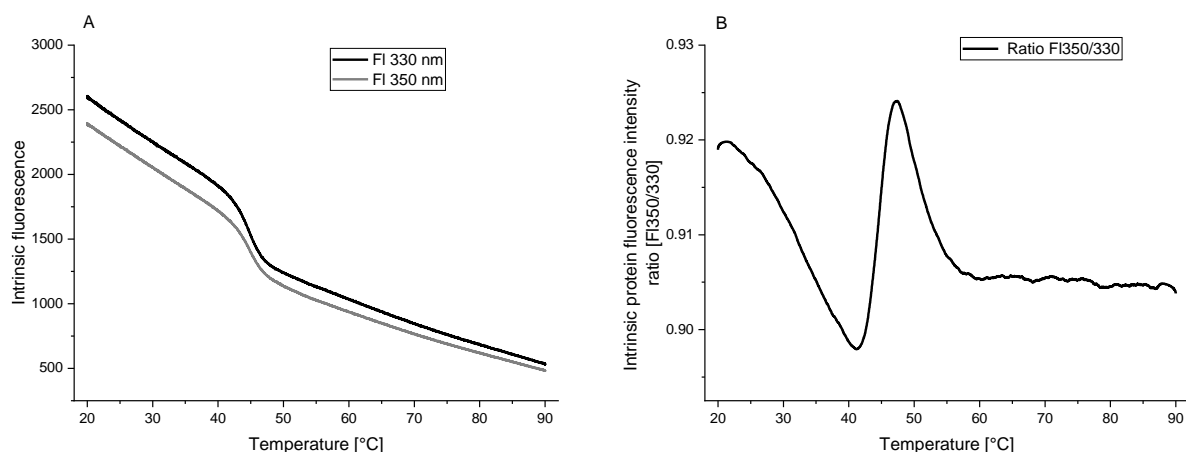 A
Fl 330 nm
Fl 350 nm
3000
2500
2000
1500
1000
500
Intrinsic fluorescence
20 30 40 50 60 70 80 90
Temperature [°C]
B
Ratio Fl350/330
0.93
0.92
0.91
0.90
Intrinsic protein fluorescence intensity
ratio [Fl350/330]
20 30 40 50 60 70 80 90
Temperature [°C]